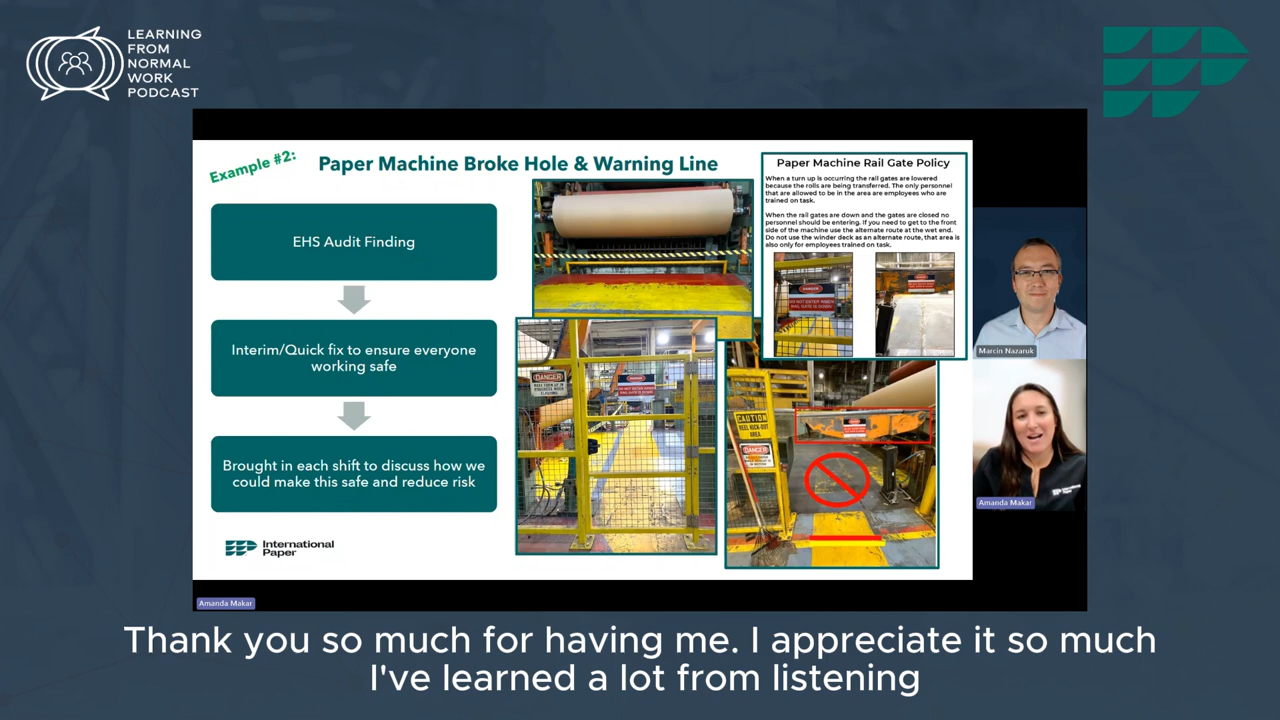 LEARNING
FROM
NORMAL
WORK
PODCAST
Example #2:
Paper Machine Broke Hole & Warning Line
EHS Audit Finding
Interim/Quick fix to ensure everyone
working safe
Brought in each shift to discuss how we
could make this safe and reduce risk
International
Paper
Paper Machine Rail Gate Policy
When a turn up is occurring the rail gates are lowered
because the rolls are being transferred. The only personnel
that are allowed to be in the area are employees who are
trained on task.
When the rail gates are down and the gates are closed no
personnel should be entering. If you need to get to the front
side of the machine use the alternate route at the wet end.
Do not use the winder deck as an alternate route, that area is
also only for employees trained on task.
DANGER
DO NOT ENTER WHEN
RAIL GATE IS DOWN
DANGER
CAUTION
REEL KICK-OUT
AREA
DANGER
Marcin Nazaruk
Amanda Makar
Amanda Makar
Thank you so much for having me. I appreciate it so much
I've learned a lot from listening